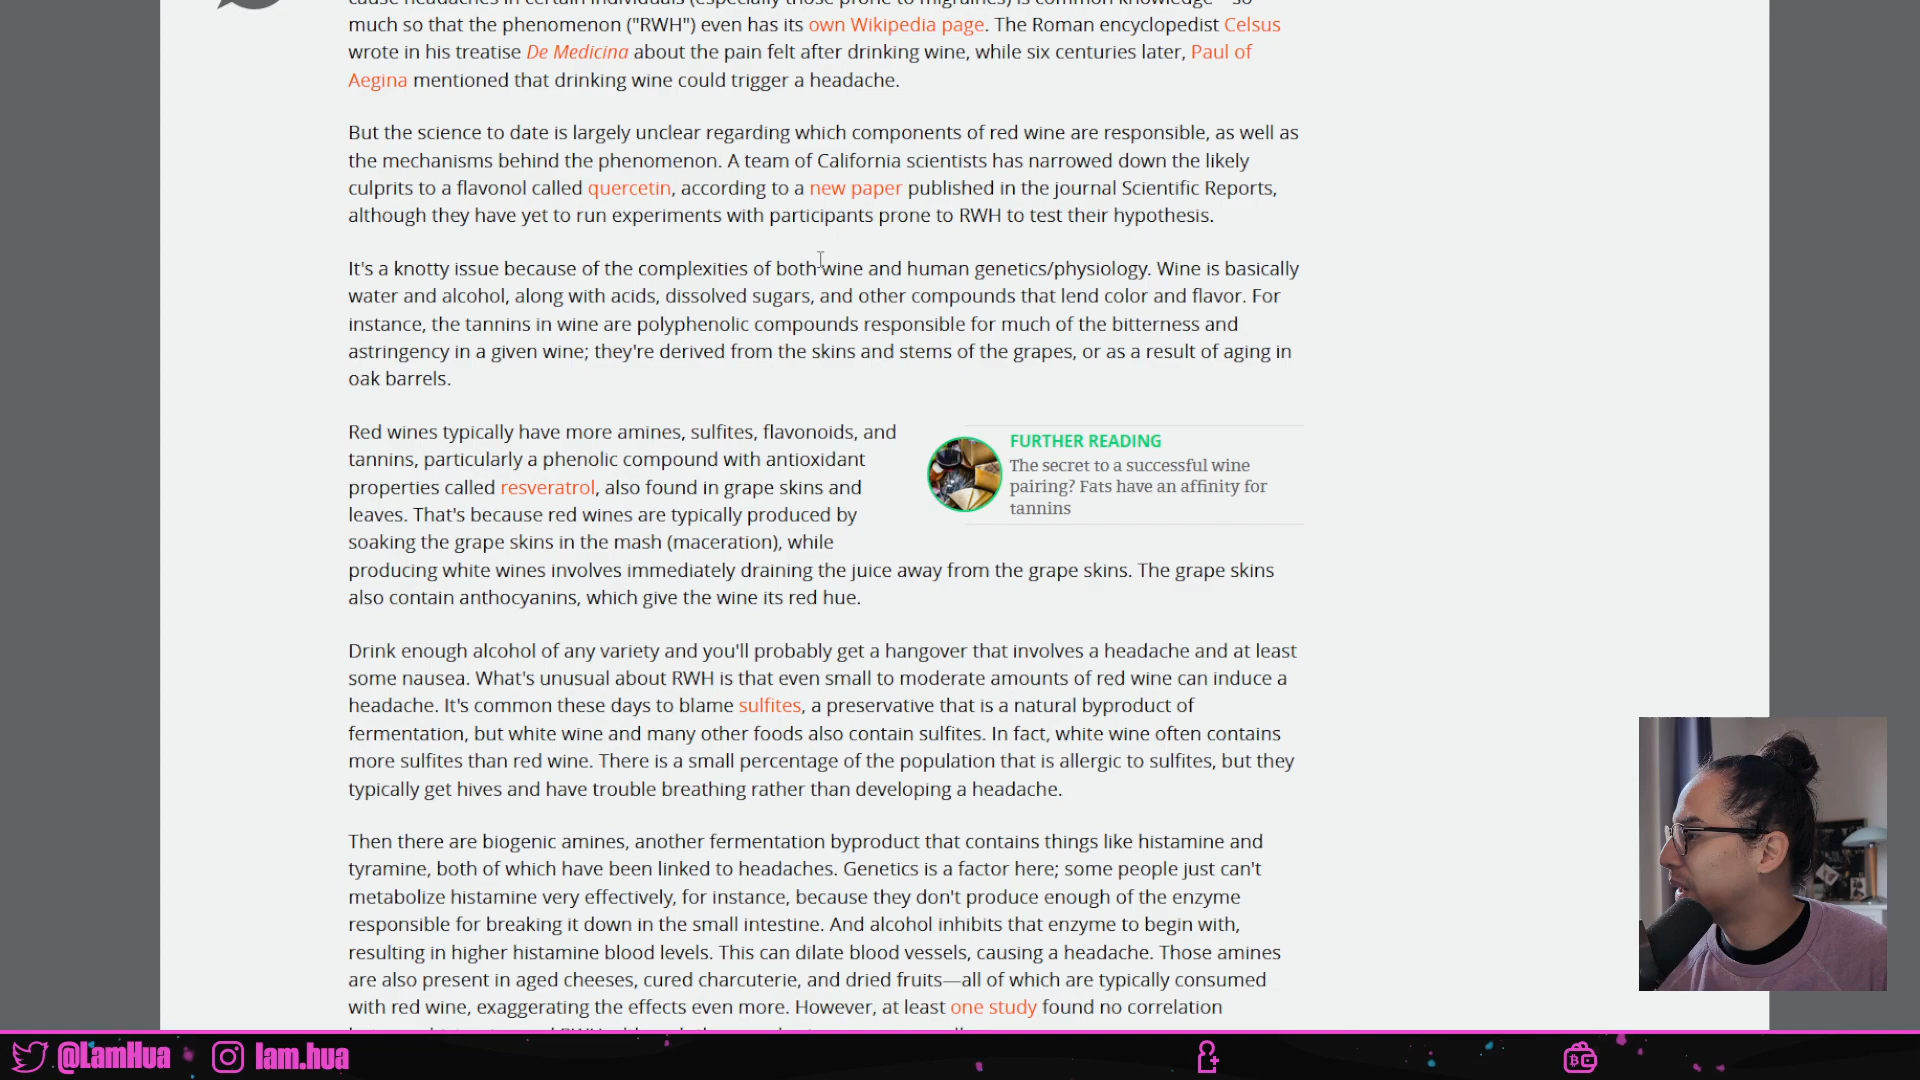 cause headaches in certain individuals (especially those prone to migraines) is common knowledge—so
much so that the phenomenon ("RWH") even has its own Wikipedia page. The Roman encyclopedist Celsus
wrote in his treatise De Medicina about the pain felt after drinking wine, while six centuries later, Paul of
Aegina mentioned that drinking wine could trigger a headache.
But the science to date is largely unclear regarding which components of red wine are responsible, as well as
the mechanisms behind the phenomenon. A team of California scientists has narrowed down the likely
culprits to a flavonol called quercetin, according to a new paper published in the journal Scientific Reports,
although they have yet to run experiments with participants prone to RWH to test their hypothesis.
It's a knotty issue because of the complexities of both wine and human genetics/physiology. Wine is basically
water and alcohol, along with acids, dissolved sugars, and other compounds that lend color and flavor. For
instance, the tannins in wine are polyphenolic compounds responsible for much of the bitterness and
astringency in a given wine; they're derived from the skins and stems of the grapes, or as a result of aging in
oak barrels.
Red wines typically have more amines, sulfites, flavonoids, and
tannins, particularly a phenolic compound with antioxidant
properties called resveratrol, also found in grape skins and
leaves. That's because red wines are typically produced by
soaking the grape skins in the mash (maceration), while
producing white wines involves immediately draining the juice away from the grape skins. The grape skins
also contain anthocyanins, which give the wine its red hue.
FURTHER READING
The secret to a successful wine
pairing? Fats have an affinity for
tannins
Drink enough alcohol of any variety and you'll probably get a hangover that involves a headache and at least
some nausea. What's unusual about RWH is that even small to moderate amounts of red wine can induce a
headache. It's common these days to blame sulfites, a preservative that is a natural byproduct of
fermentation, but white wine and many other foods also contain sulfites. In fact, white wine often contains
more sulfites than red wine. There is a small percentage of the population that is allergic to sulfites, but they
typically get hives and have trouble breathing rather than developing a headache.
Then there are biogenic amines, another fermentation byproduct that contains things like histamine and
tyramine, both of which have been linked to headaches. Genetics is a factor here; some people just can't
metabolize histamine very effectively, for instance, because they don't produce enough of the enzyme
responsible for breaking it down in the small intestine. And alcohol inhibits that enzyme to begin with,
resulting in higher histamine blood levels. This can dilate blood vessels, causing a headache. Those amines
are also present in aged cheeses, cured charcuterie, and dried fruits—all of which are typically consumed
with red wine, exaggerating the effects even more. However, at least one study found no correlation
@LamHua
lam.hua